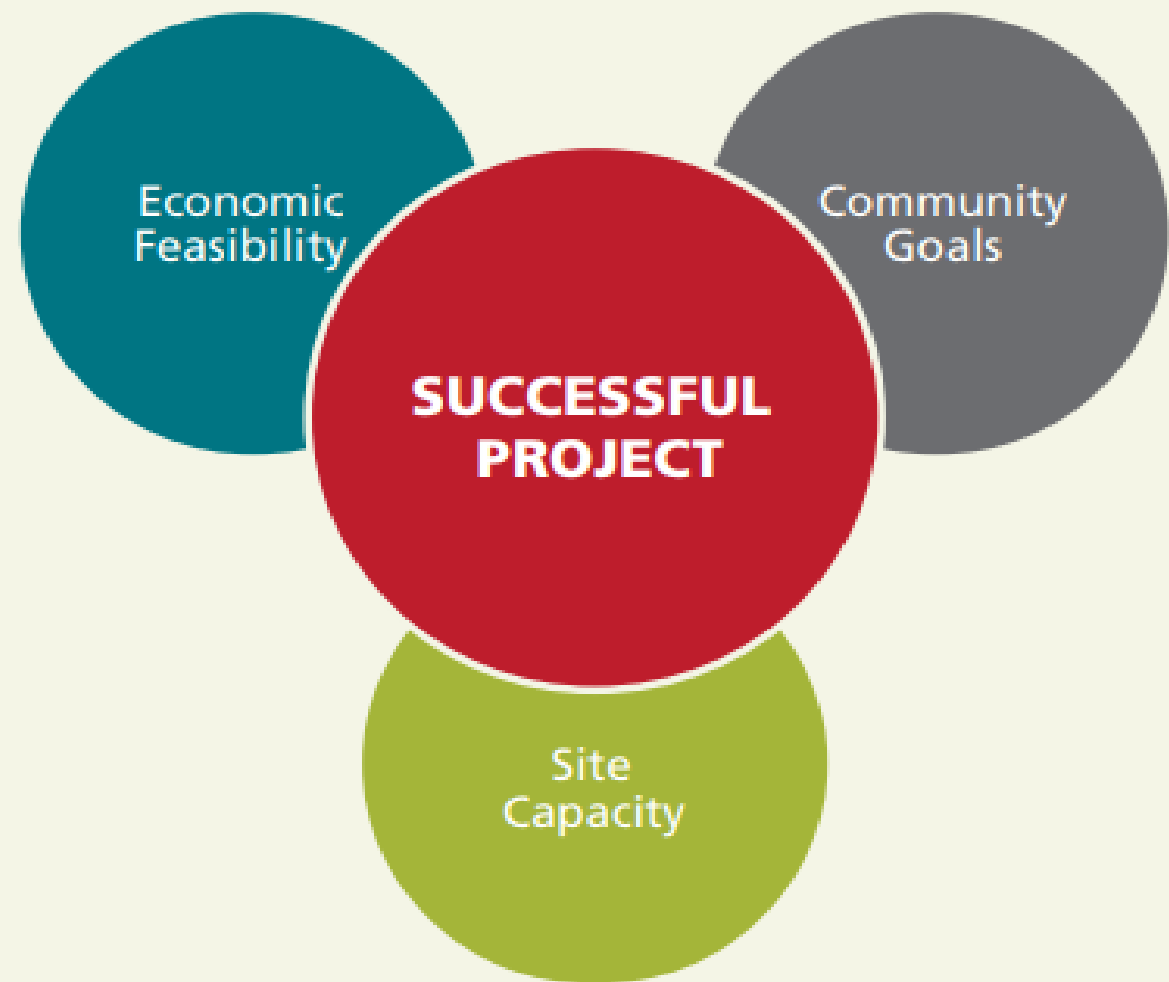 Economic
Feasibility
Community
Goals
SUCCESSFUL
PROJECT
Site
Capacity